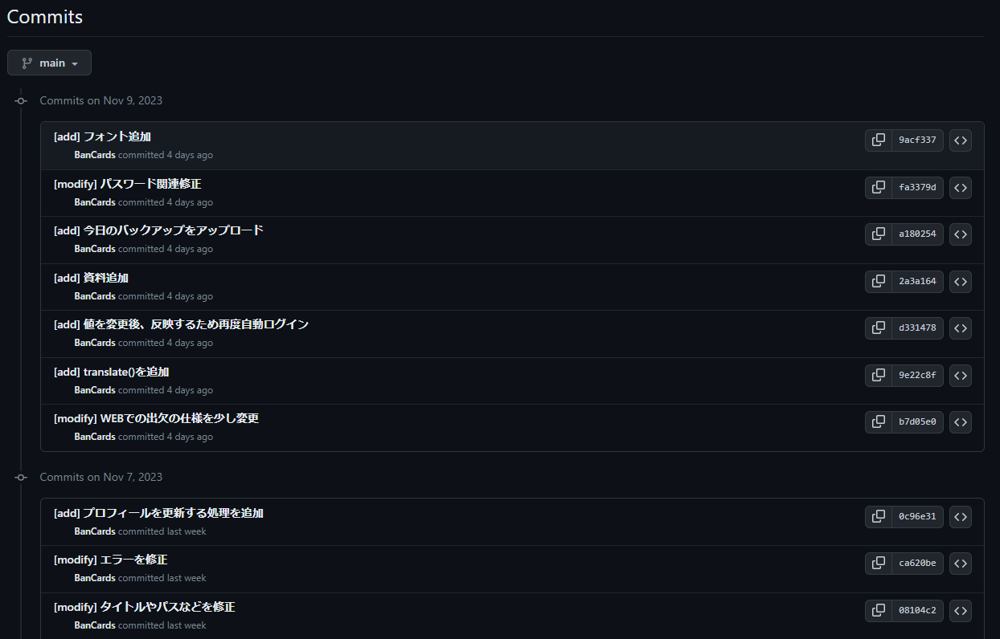 Commits
main
Commits on Nov 9, 2023
[add] フォント追加
9acf337
BanCards committed 4 days ago
[modify] パスワード関連修正
fa3379d
BanCards committed 4 days ago
[add] 今日のバックアップをアップロード
a180254
BanCards committed 4 days ago
[add] 資料追加
2a3a164
BanCards committed 4 days ago
[add] 値を変更後、反映するため再度自動ログイン
d331478
BanCards committed 4 days ago
[add] translate()を追加
9e22c8f
BanCards committed 4 days ago
[modify] WEBでの出欠の仕様を少し変更
b7d05e0
BanCards committed 4 days ago
Commits on Nov 7, 2023
[add] プロフィールを更新する処理を追加
0c96e31
BanCards committed last week
[modify] エラーを修正
ca620be
BanCards committed last week
[modify] タイトルやパスなどを修正
08104c2
BanCards committed last week